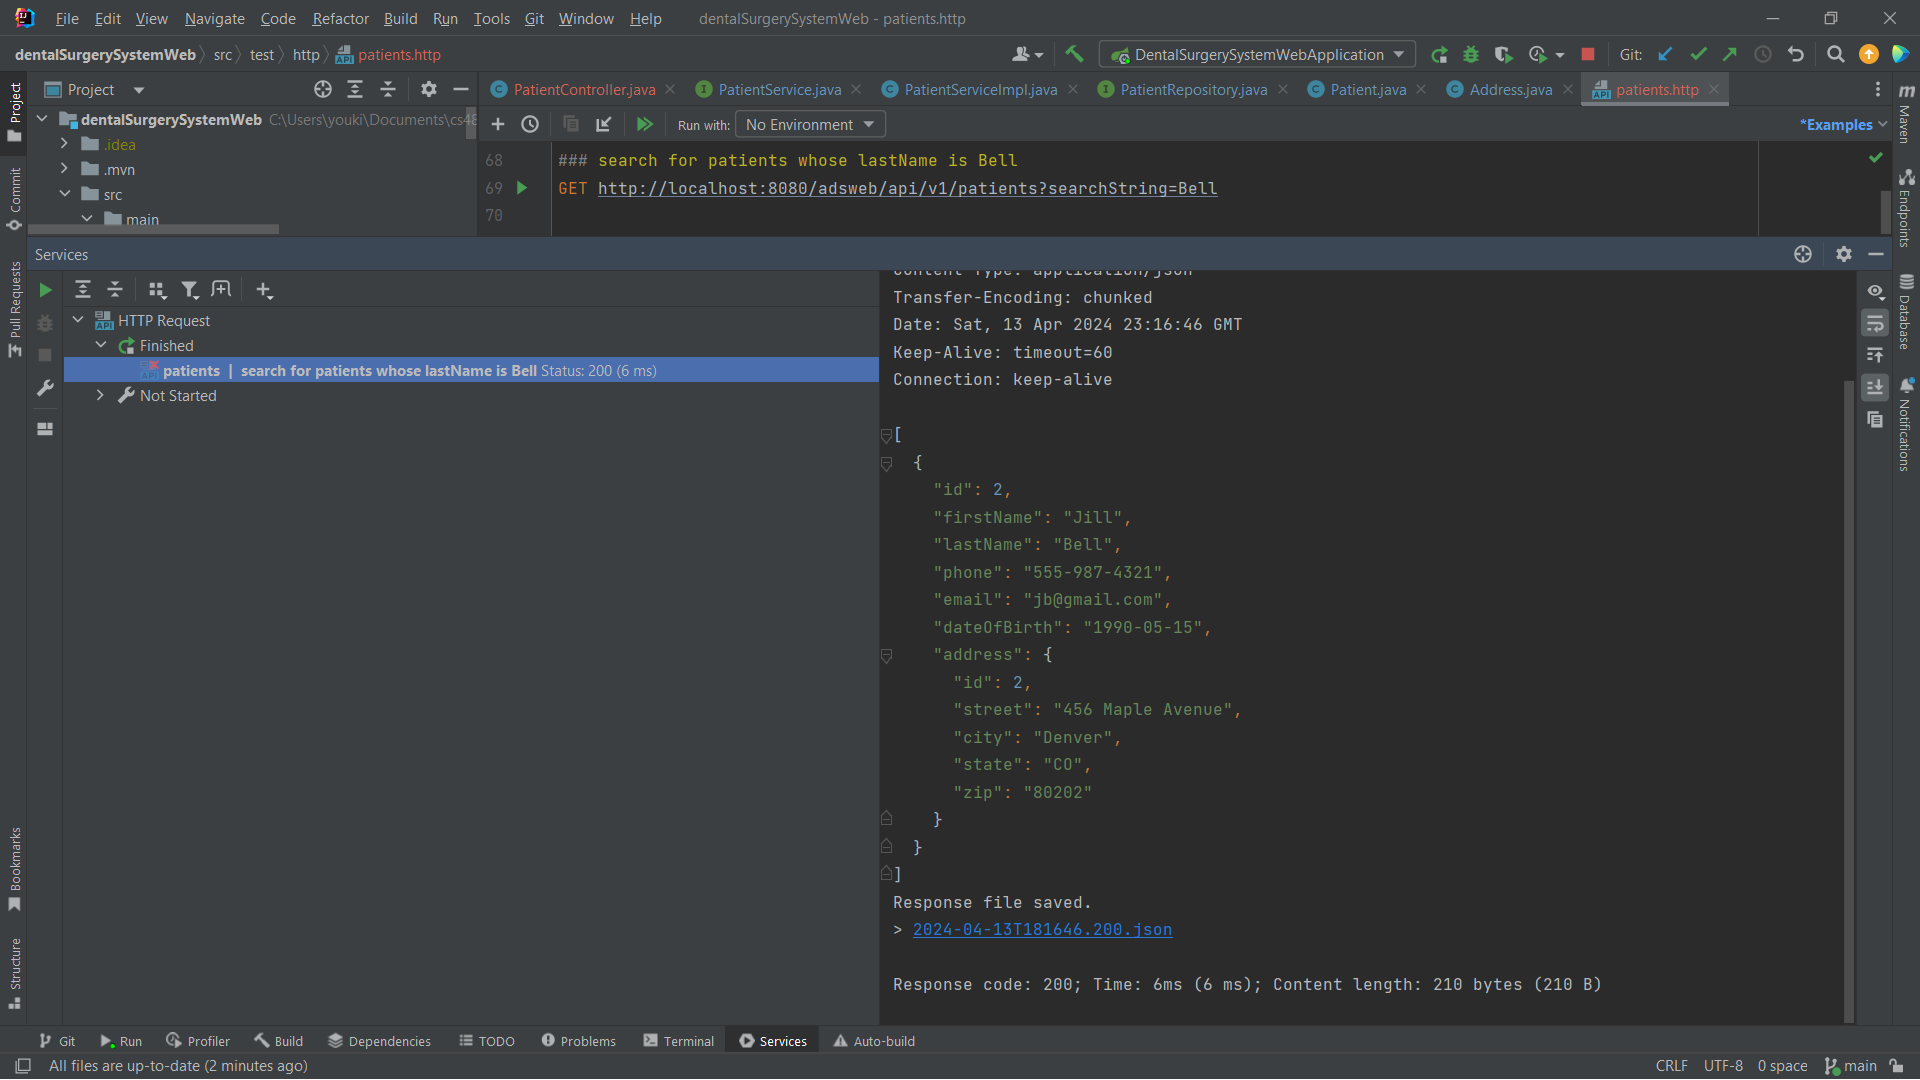 File Edit View Navigate Code Refactor Build Run Tools Git Window Help dentalSurgerySystemWeb - patients.http
dentalSurgerySystemWeb src test http patients.http DentalSurgerySystemWebApplication Git:
Project
PatientController.java PatientService.java PatientServiceImpl.java PatientRepository.java Patient.java Address.java patients.http
dentalSurgerySystemWeb C:\Users\youki\Documents\cs48
.idea
.mvn
src
main
Run with: No Environment *Examples
68 ### search for patients whose lastName is Bell
69 GET http://localhost:8080/adsweb/api/v1/patients?searchString=Bell
70
Services
HTTP Request
Finished
patients | search for patients whose lastName is Bell Status: 200 (6 ms)
Not Started
Content-Type: application/json
Transfer-Encoding: chunked
Date: Sat, 13 Apr 2024 23:16:46 GMT
Keep-Alive: timeout=60
Connection: keep-alive
[
{
"id": 2,
"firstName": "Jill",
"lastName": "Bell",
"phone": "555-987-4321",
"email": "jb@gmail.com",
"dateOfBirth": "1990-05-15",
"address": {
"id": 2,
"street": "456 Maple Avenue",
"city": "Denver",
"state": "CO",
"zip": "80202"
}
}
]
Response file saved.
> 2024-04-13T181646.200.json
Response code: 200; Time: 6ms (6 ms); Content length: 210 bytes (210 B)
Project
Commit
Pull Requests
Bookmarks
Structure
Maven
Endpoints
Database
Notifications
Git Run Profiler Build Dependencies TODO Problems Terminal Services Auto-build
All files are up-to-date (2 minutes ago) CRLF UTF-8 0 space main